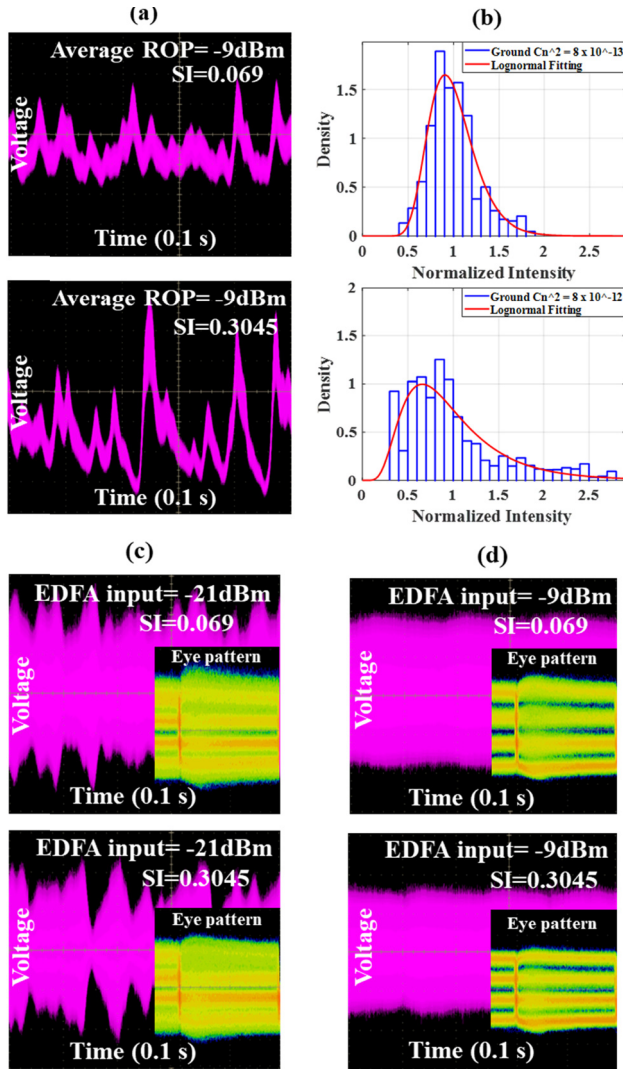 (a)
Average ROP= -9dBm
SI=0.069
Voltage
Time (0.1 s)
(b)
Ground Cn^2 = 8 x 10^-13
Lognormal Fitting
Density
1.5
1
0.5
0
0 0.5 1 1.5 2 2.5
Normalized Intensity
Average ROP= -9dBm
SI=0.3045
Voltage
Time (0.1 s)
Ground Cn^2 = 8 x 10^-12
Lognormal Fitting
Density
2
1.5
1
0.5
0
0 0.5 1 1.5 2 2.5
Normalized Intensity
(c)
EDFA input= -21dBm
SI=0.069
Voltage
Eye pattern
Time (0.1 s)
(d)
EDFA input= -9dBm
SI=0.069
Voltage
Eye pattern
Time (0.1 s)
EDFA input= -21dBm
SI=0.3045
Voltage
Eye pattern
Time (0.1 s)
EDFA input= -9dBm
SI=0.3045
Voltage
Eye pattern
Time (0.1 s)